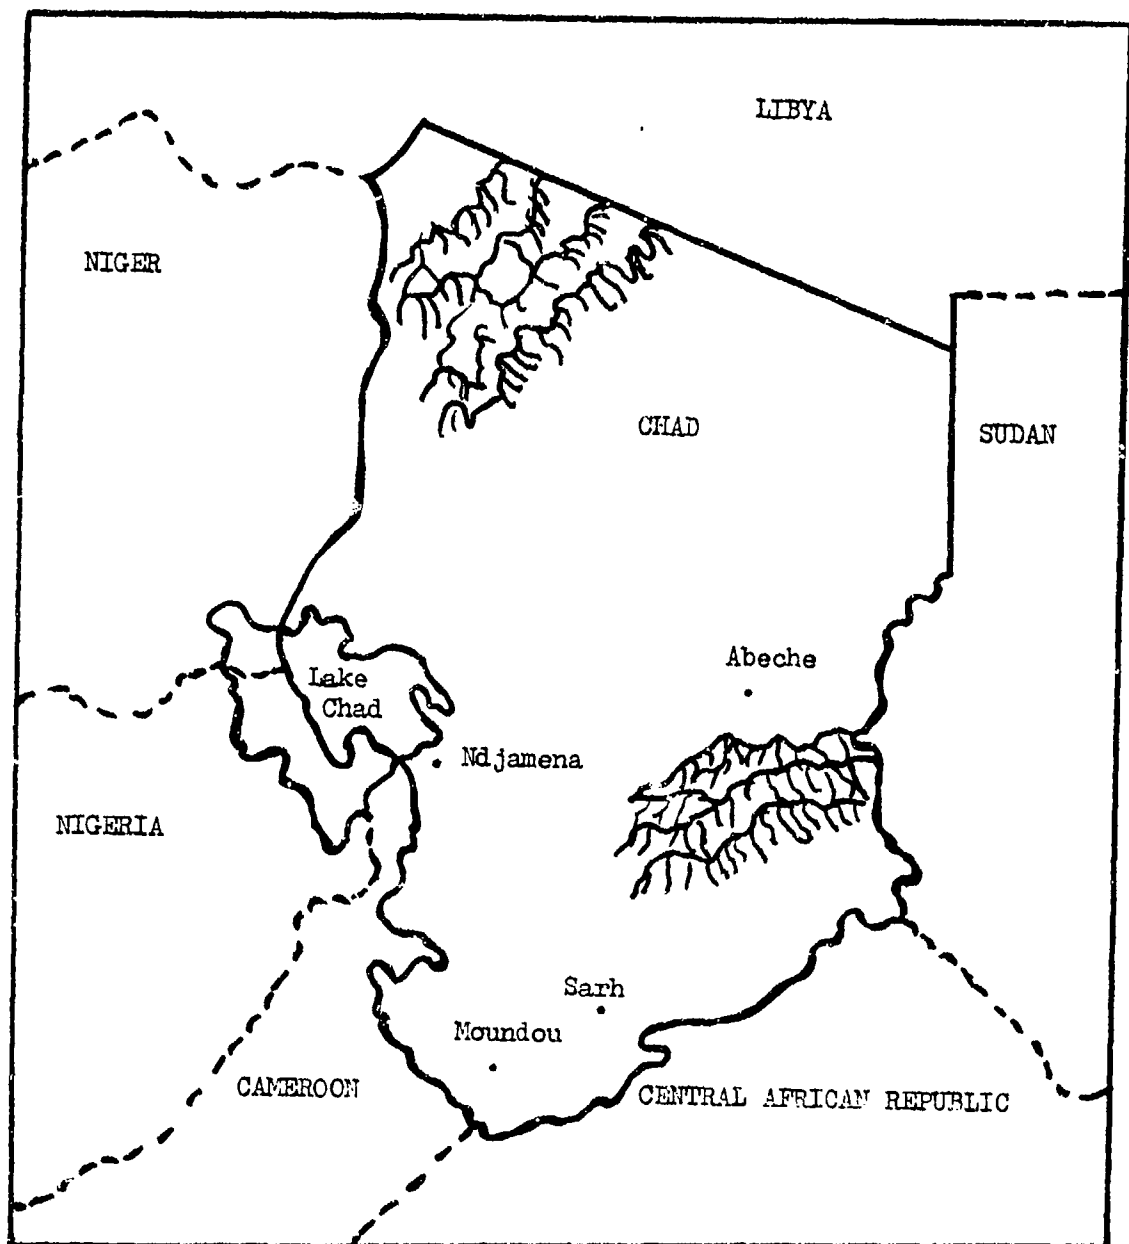 LIBYA
NIGER
CHAD
SUDAN
Abeche
Lake
Chad
Ndjamena
NIGERIA
Sarh
Moundou
CAMEROON
CENTRAL AFRICAN REPUBLIC